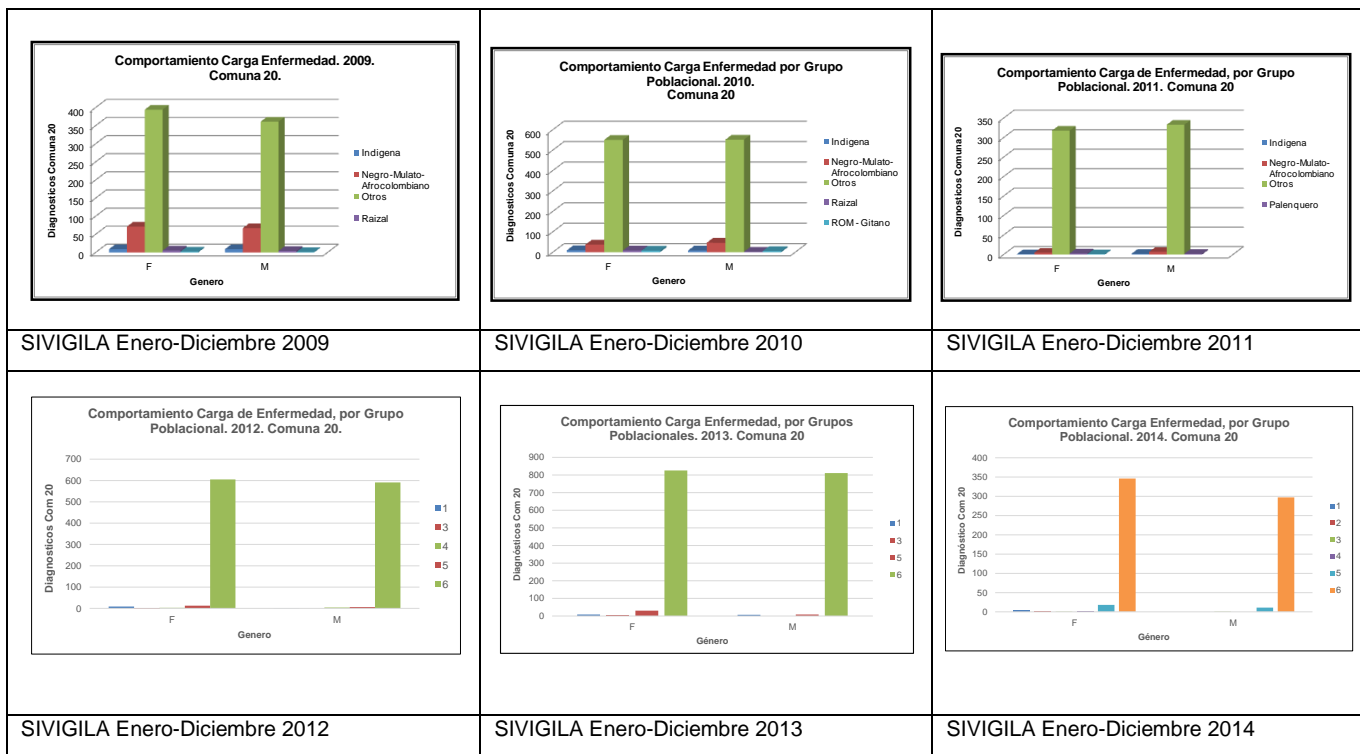 Comportamiento Carga Enfermedad. 2009.
Comuna 20.
Diagnosticos Comuna 20
400
350
300
250
200
150
100
50
0
F
M
Genero
Indigena
Negro-Mulato-
Afrocolombiano
Otros
Raizal
Comportamiento Carga Enfermedad por Grupo
Poblacional. 2010.
Comuna 20
Diagnosticos Comuna 20
600
500
400
300
200
100
0
F
M
Genero
Indigena
Negro-Mulato-
Afrocolombiano
Otros
Raizal
ROM - Gitano
Comportamiento Carga de Enfermedad, por Grupo
Poblacional. 2011. Comuna 20
Diagnosticos Comuna 20
350
300
250
200
150
100
50
0
F
M
Genero
Indigena
Negro-Mulato-
Afrocolombiano
Otros
Palenquero
SIVIGILA Enero-Diciembre 2009
SIVIGILA Enero-Diciembre 2010
SIVIGILA Enero-Diciembre 2011
Comportamiento Carga de Enfermedad, por Grupo
Poblacional. 2012. Comuna 20.
Diagnosticos Com 20
700
600
500
400
300
200
100
0
F
M
Genero
1
3
4
5
6
Comportamiento Carga Enfermedad, por Grupos
Poblacionales. 2013. Comuna 20
Diagnósticos Com 20
900
800
700
600
500
400
300
200
100
0
F
M
Género
1
3
5
6
Comportamiento Carga Enfermedad, por Grupo
Poblacional. 2014. Comuna 20
Diagnóstico Com 20
400
350
300
250
200
150
100
50
0
F
M
Género
1
2
3
4
5
6
SIVIGILA Enero-Diciembre 2012
SIVIGILA Enero-Diciembre 2013
SIVIGILA Enero-Diciembre 2014